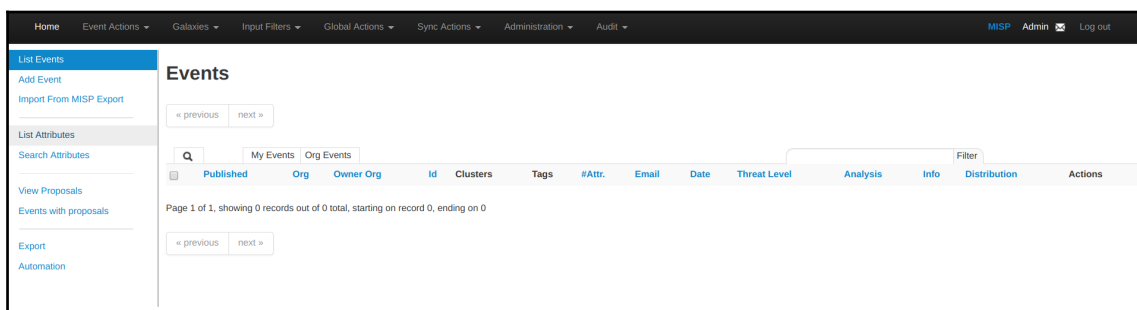 Home Event Actions Galaxies Input Filters Global Actions Sync Actions Administration Audit MISP Admin Log out
List Events
Add Event
Import From MISP Export
List Attributes
Search Attributes
View Proposals
Events with proposals
Export
Automation
Events
« previous next »
My Events Org Events Filter
Published Org Owner Org Id Clusters Tags #Attr. Email Date Threat Level Analysis Info Distribution Actions
Page 1 of 1, showing 0 records out of 0 total, starting on record 0, ending on 0
« previous next »